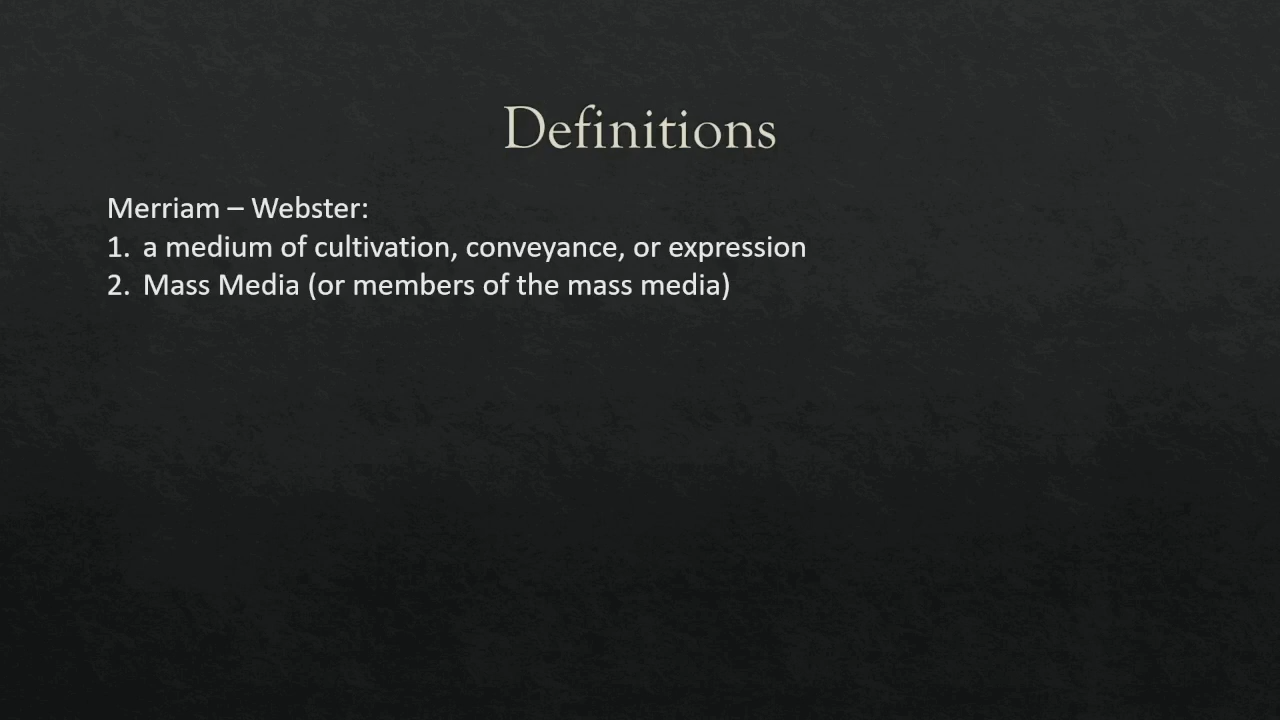 Definitions
Merriam – Webster:
1. a medium of cultivation, conveyance, or expression
2. Mass Media (or members of the mass media)